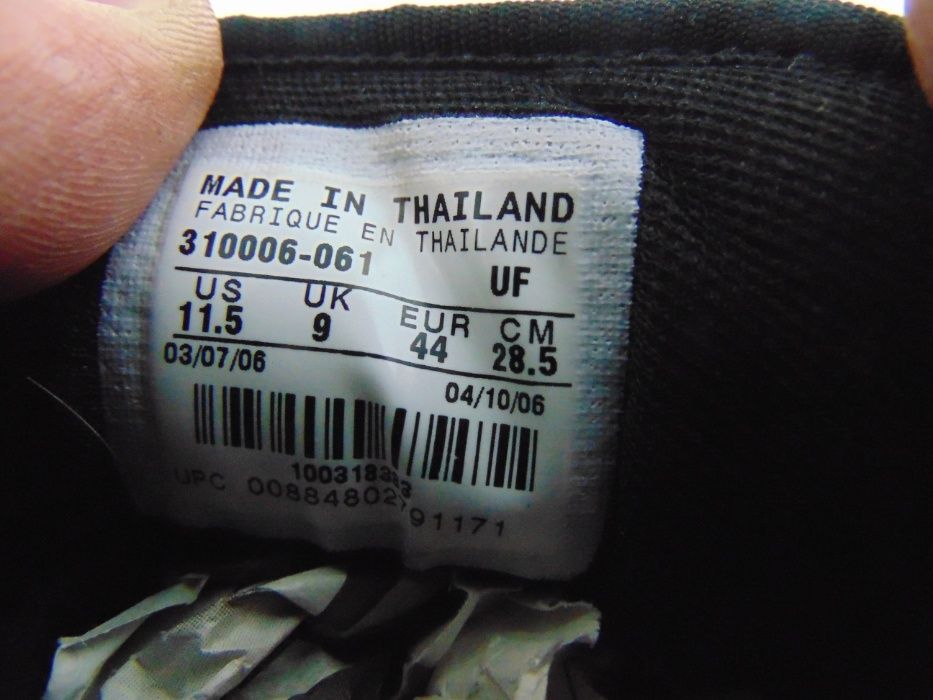 MADE IN THAILAND
FABRIQUE EN THAILANDE
310006-061 UF
US UK EUR CM
11.5 9 44 28.5
03/07/06 04/10/06
UPC